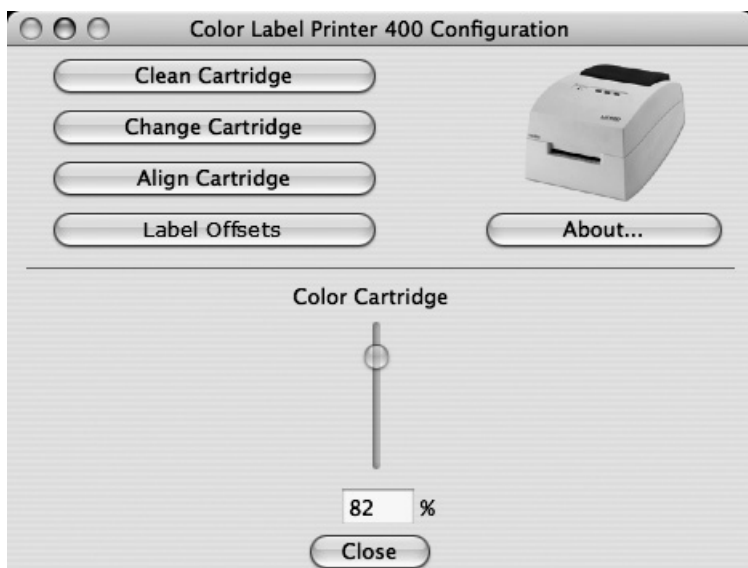 Color Label Printer 400 Configuration
Clean Cartridge
Change Cartridge
Align Cartridge
Label Offsets
About...
Color Cartridge
82 %
Close